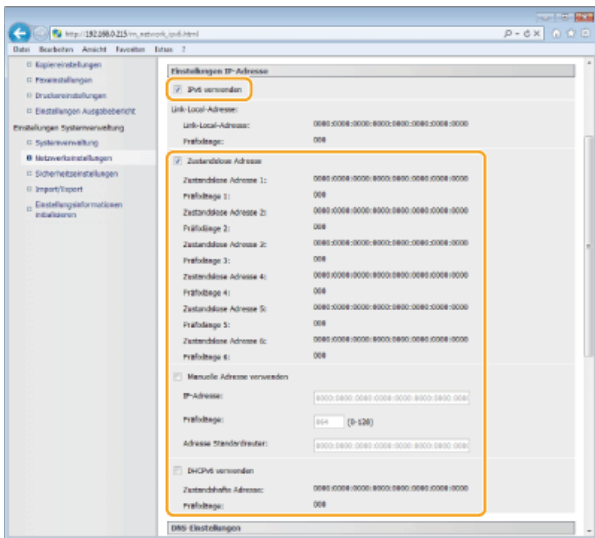 http://192.168.0.215/m_network_ipv6.html
Datei Bearbeiten Ansicht Favoriten Extras ?
Kopiereinstellungen
Faxeinstellungen
Druckereinstellungen
Einstellungen Ausgabebericht
Einstellungen Systemverwaltung
Systemverwaltung
Netzwerkeinstellungen
Sicherheitseinstellungen
Import/Export
Einstellungsinformationen
initialisieren
Einstellungen IP-Adresse
IPv6 verwenden
Link-Local-Adresse:
Link-Local-Adresse: 0000:0000:0000:0000:0000:0000:0000:0000
Präfixlänge: 000
Zustandslose Adresse
Zustandslose Adresse 1: 0000:0000:0000:0000:0000:0000:0000:0000
Präfixlänge 1: 000
Zustandslose Adresse 2: 0000:0000:0000:0000:0000:0000:0000:0000
Präfixlänge 2: 000
Zustandslose Adresse 3: 0000:0000:0000:0000:0000:0000:0000:0000
Präfixlänge 3: 000
Zustandslose Adresse 4: 0000:0000:0000:0000:0000:0000:0000:0000
Präfixlänge 4: 000
Zustandslose Adresse 5: 0000:0000:0000:0000:0000:0000:0000:0000
Präfixlänge 5: 000
Zustandslose Adresse 6: 0000:0000:0000:0000:0000:0000:0000:0000
Präfixlänge 6: 000
Manuelle Adresse verwenden
IP-Adresse: 0000:0000:0000:0000:0000:0000:0000:0000
Präfixlänge: 064 (0-128)
Adresse Standardrouter: 0000:0000:0000:0000:0000:0000:0000:0000
DHCPv6 verwenden
Zustandshafte Adresse: 0000:0000:0000:0000:0000:0000:0000:0000
Präfixlänge: 000
DNS-Einstellungen